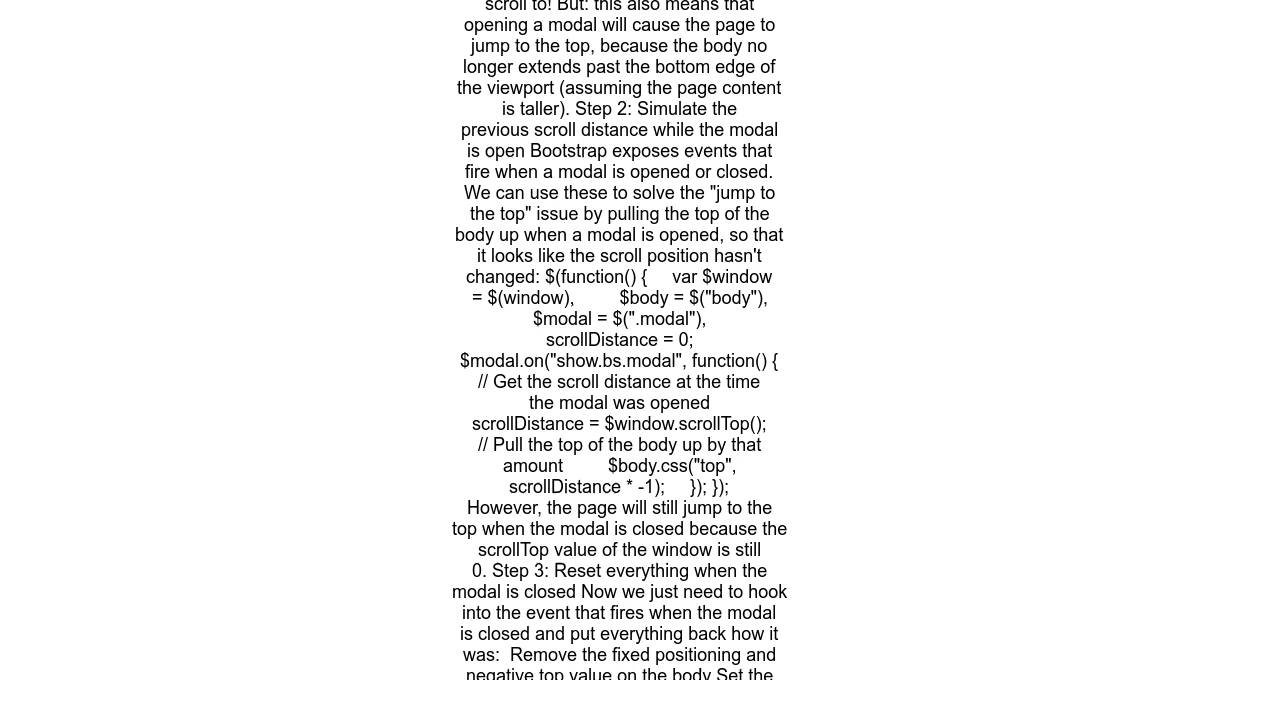 scroll to! But: this also means that
opening a modal will cause the page to
jump to the top, because the body no
longer extends past the bottom edge of
the viewport (assuming the page content
is taller). Step 2: Simulate the
previous scroll distance while the modal
is open Bootstrap exposes events that
fire when a modal is opened or closed.
We can use these to solve the "jump to
the top" issue by pulling the top of the
body up when a modal is opened, so that
it looks like the scroll position hasn't
changed: $(function() {     var $window
= $(window),         $body = $("body"),
$modal = $(".modal"),
scrollDistance = 0;
$modal.on("show.bs.modal", function() {
// Get the scroll distance at the time
the modal was opened
scrollDistance = $window.scrollTop();
// Pull the top of the body up by that
amount         $body.css("top",
scrollDistance * -1);     }); });
However, the page will still jump to the
top when the modal is closed because the
scrollTop value of the window is still
0. Step 3: Reset everything when the
modal is closed Now we just need to hook
into the event that fires when the modal
is closed and put everything back how it
was:  Remove the fixed positioning and
negative top value on the body Set the